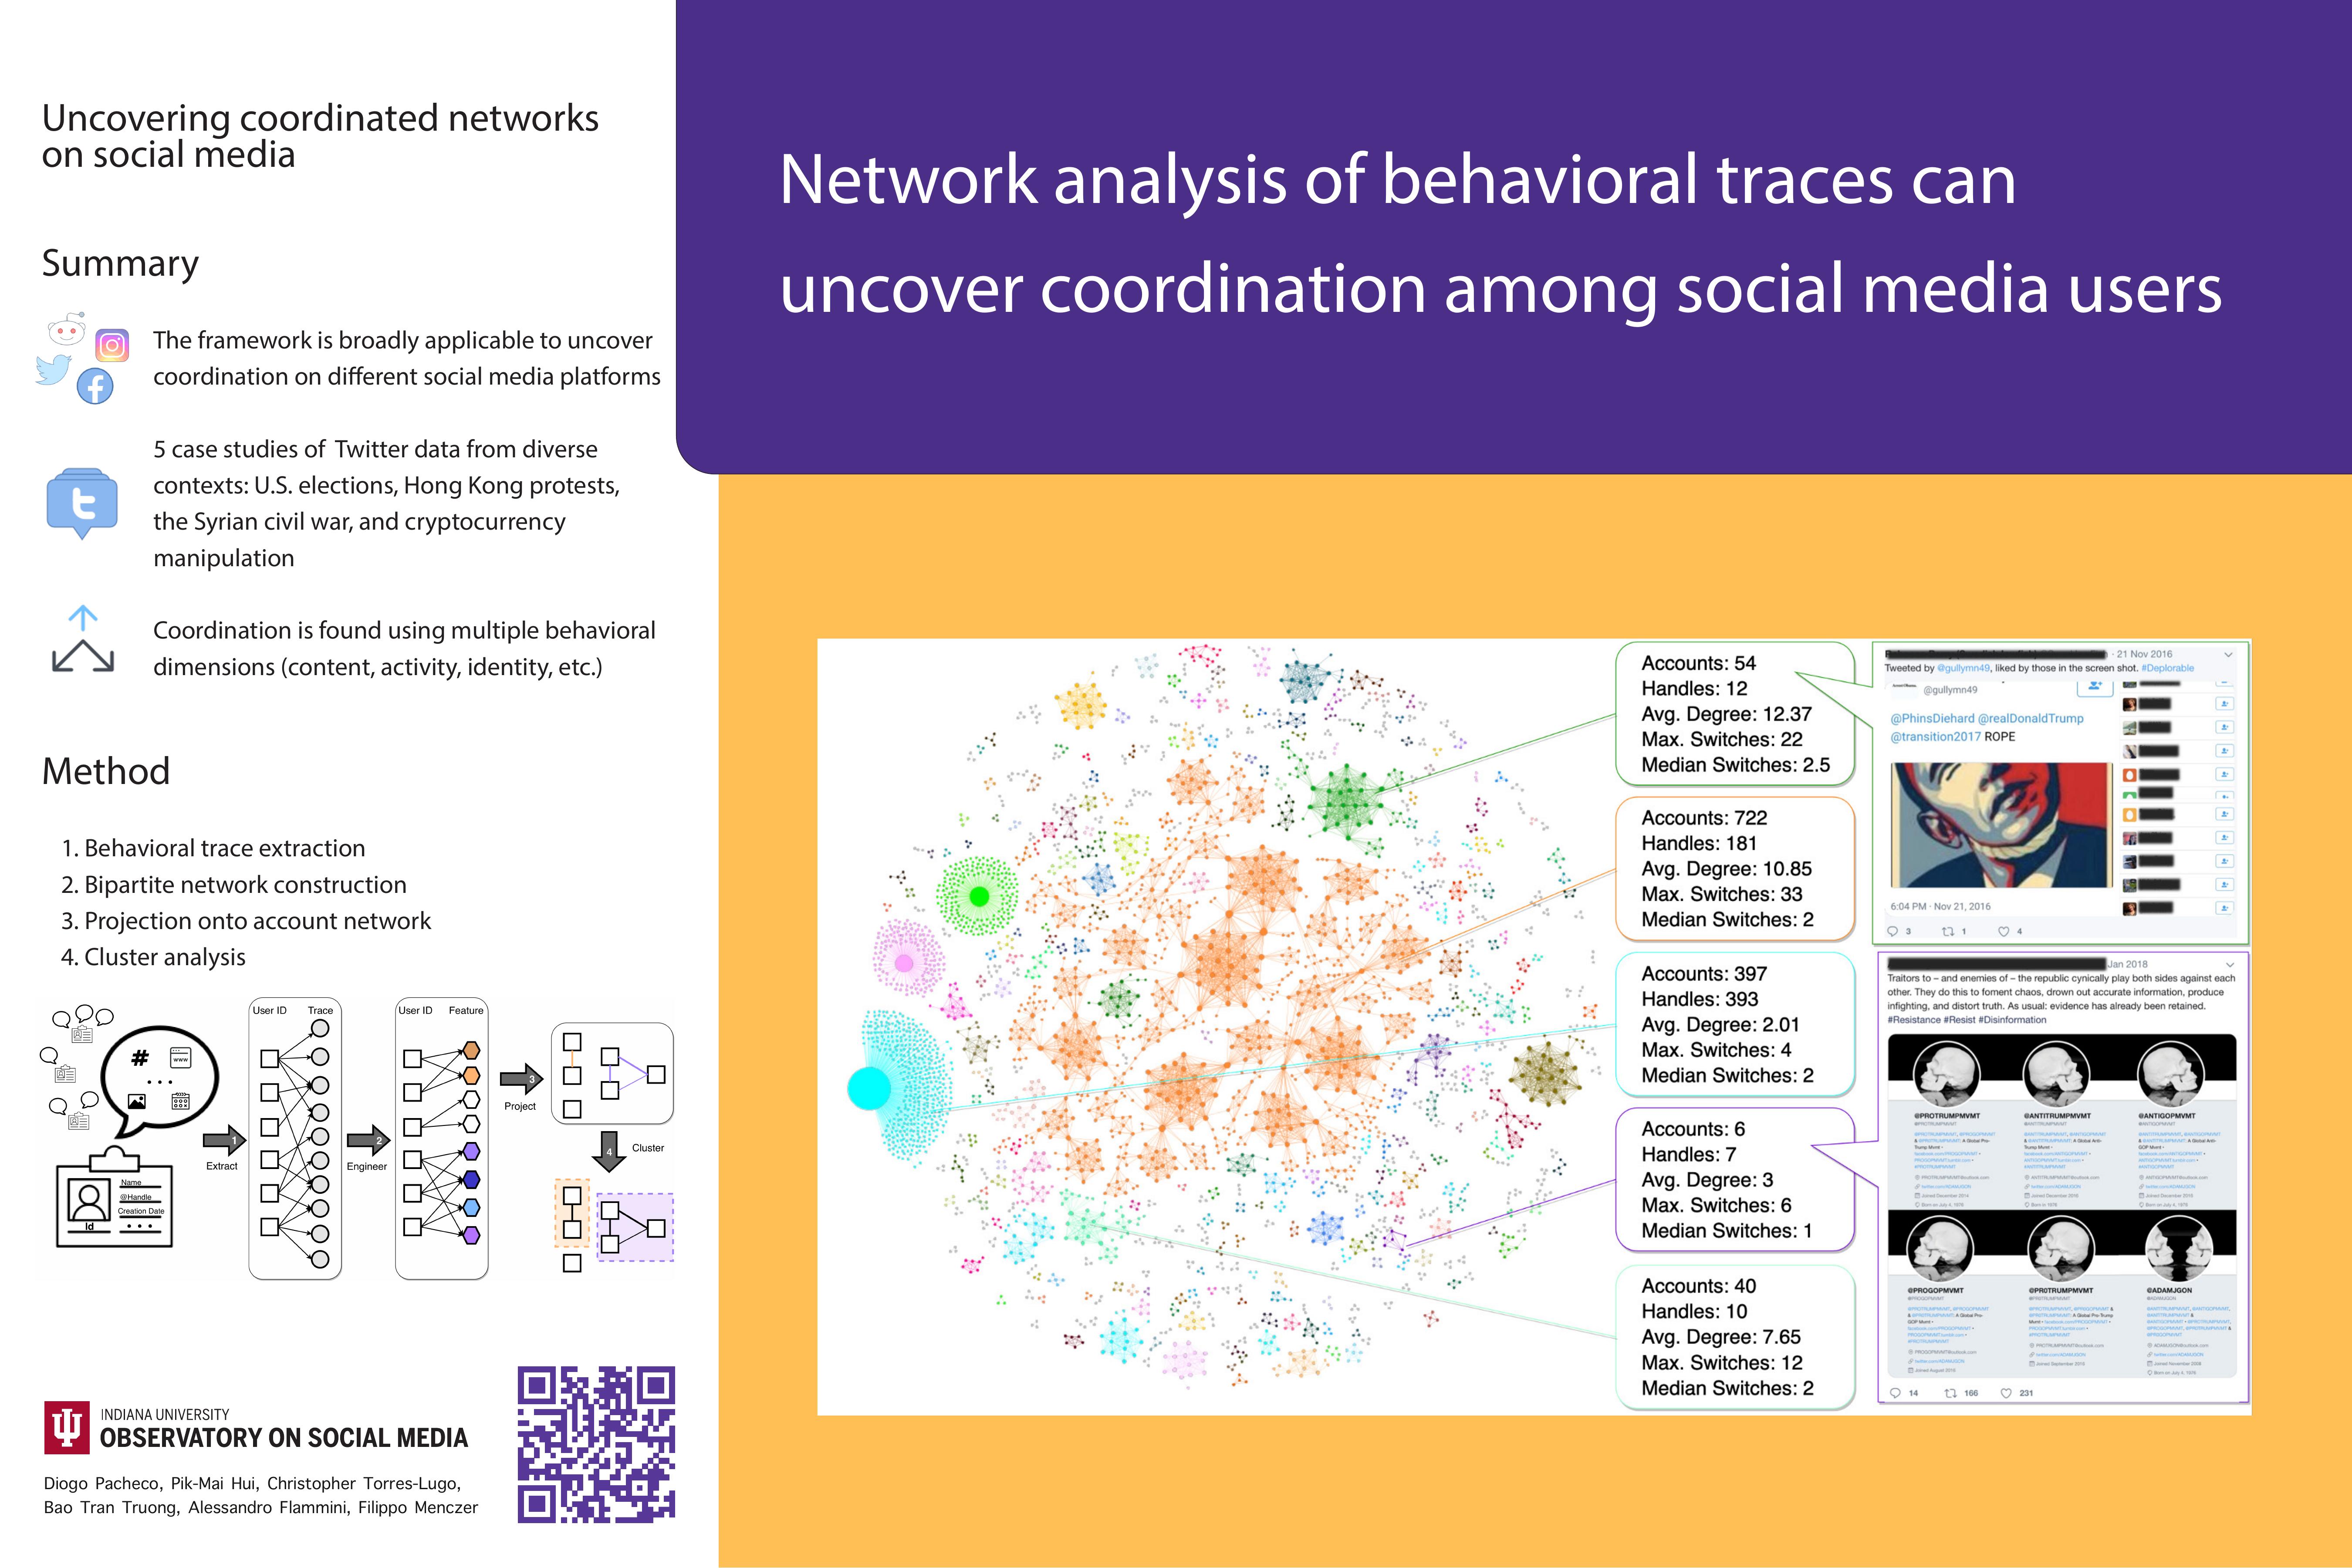 Uncovering coordinated networks
on social media
Summary
The framework is broadly applicable to uncover
coordination on different social media platforms
5 case studies of Twitter data from diverse
contexts: U.S. elections, Hong Kong protests,
the Syrian civil war, and cryptocurrency
manipulation
Coordination is found using multiple behavioral
dimensions (content, activity, identity, etc.)
Method
1. Behavioral trace extraction
2. Bipartite network construction
3. Projection onto account network
4. Cluster analysis
#
www
...
Name
@Handle
Creation Date
Id
1
Extract
User ID Trace
2
Engineer
User ID Feature
3
Project
4
Cluster
INDIANA UNIVERSITY
OBSERVATORY ON SOCIAL MEDIA
Diogo Pacheco, Pik-Mai Hui, Christopher Torres-Lugo,
Bao Tran Truong, Alessandro Flammini, Filippo Menczer
Network analysis of behavioral traces can
uncover coordination among social media users
Accounts: 54
Handles: 12
Avg. Degree: 12.37
Max. Switches: 22
Median Switches: 2.5
Accounts: 722
Handles: 181
Avg. Degree: 10.85
Max. Switches: 33
Median Switches: 2
Accounts: 397
Handles: 393
Avg. Degree: 2.01
Max. Switches: 4
Median Switches: 2
Accounts: 6
Handles: 7
Avg. Degree: 3
Max. Switches: 6
Median Switches: 1
Accounts: 40
Handles: 10
Avg. Degree: 7.65
Max. Switches: 12
Median Switches: 2
· 21 Nov 2016
Tweeted by @gullymn49, liked by those in the screen shot. #Deplorable
@gullymn49
@PhinsDiehard @realDonaldTrump
@transition2017 ROPE
6:04 PM · Nov 21, 2016
3 1 4
Jan 2018
Traitors to – and enemies of – the republic cynically play both sides against each
other. They do this to foment chaos, drown out accurate information, produce
infighting, and distort truth. As usual: evidence has already been retained.
#Resistance #Resist #Disinformation
@PROTRUMPMVMT @ANTITRUMPMVMT @ANTIGOPMVMT
@PROGOPMVMT @PR0TRUMPMVMT @ADAMJGON
14 166 231